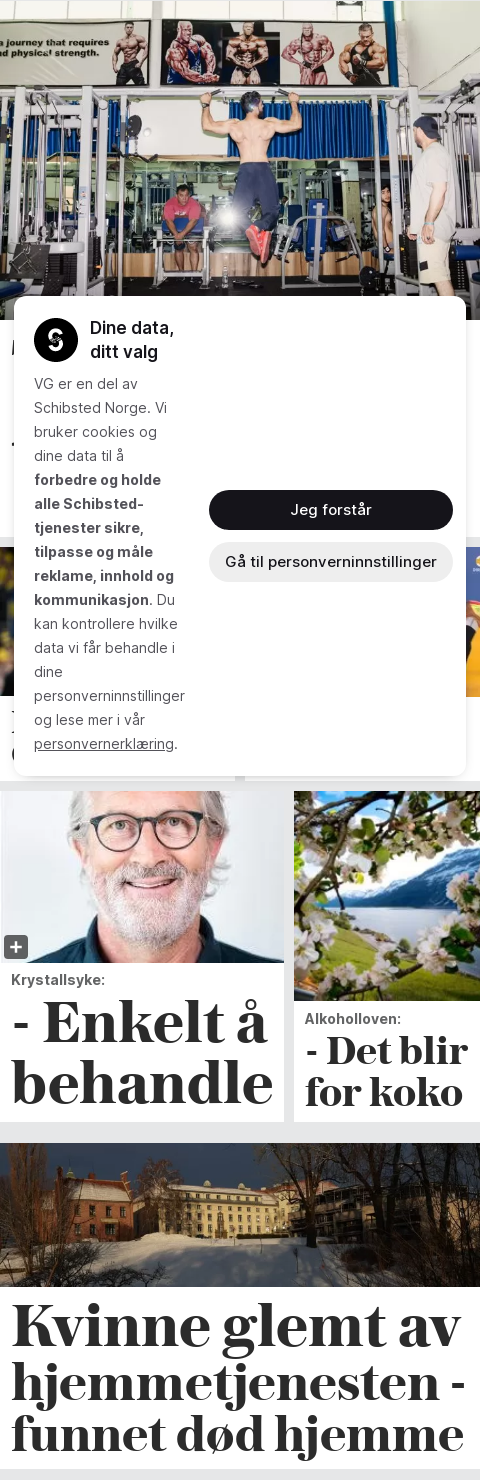 a journey that requires
nd physical strength.
Dine data,
ditt valg
VG er en del av
Schibsted Norge. Vi
bruker cookies og
dine data til å
forbedre og holde
alle Schibsted-
tjenester sikre,
tilpasse og måle
reklame, innhold og
kommunikasjon. Du
kan kontrollere hvilke
data vi får behandle i
dine
personverninnstillinger
og lese mer i vår
personvernerklæring.
Jeg forstår
Gå til personverninnstillinger
Krystallsyke:
- Enkelt å
behandle
Alkoholloven:
- Det blir
for koko
Kvinne glemt av
hjemmetjenesten -
funnet død hjemme